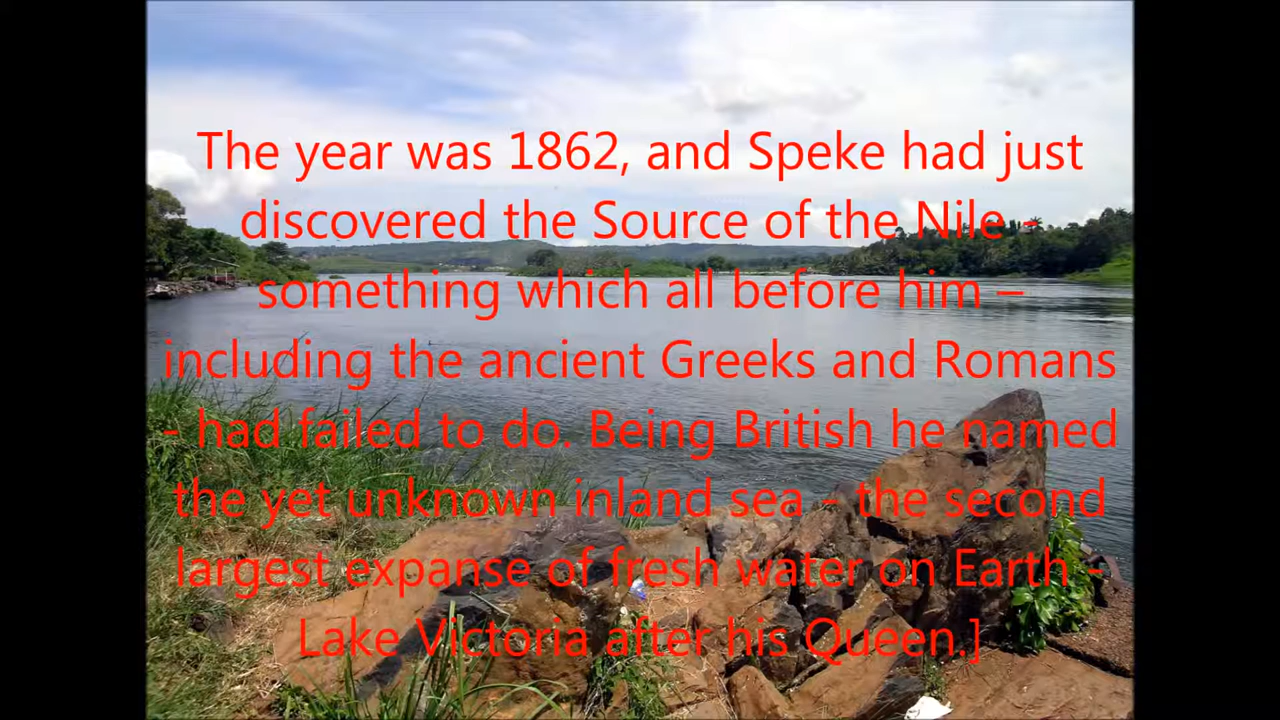 The year was 1862, and Speke had just
discovered the Source of the Nile -
something which all before him –
including the ancient Greeks and Romans
- had failed to do. Being British he named
the yet unknown inland sea - the second
largest expanse of fresh water on Earth -
Lake Victoria after his Queen.]